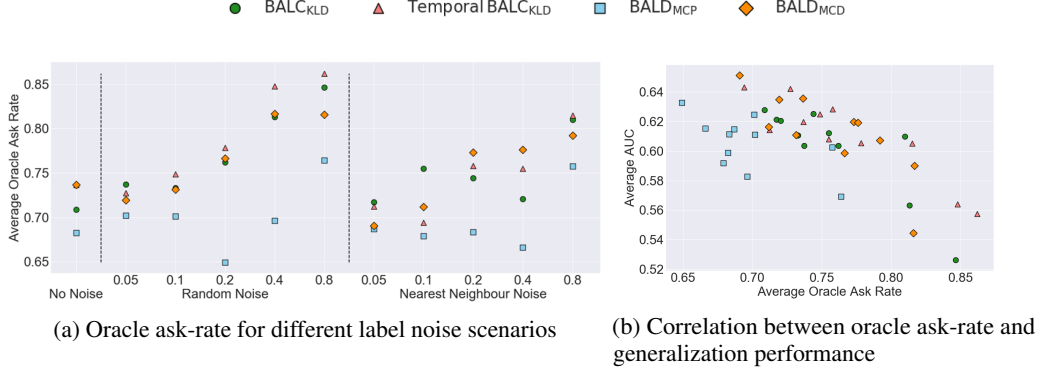 BALC_KLD Temporal BALC_KLD BALD_MCP BALD_MCD
Average Oracle Ask Rate
0.85
0.80
0.75
0.70
0.65
0.05 0.1 0.2 0.4 0.8 0.05 0.1 0.2 0.4 0.8
No Noise Random Noise Nearest Neighbour Noise
(a) Oracle ask-rate for different label noise scenarios
Average AUC
0.64
0.62
0.60
0.58
0.56
0.54
0.52
0.65 0.70 0.75 0.80 0.85
Average Oracle Ask Rate
(b) Correlation between oracle ask-rate and
generalization performance